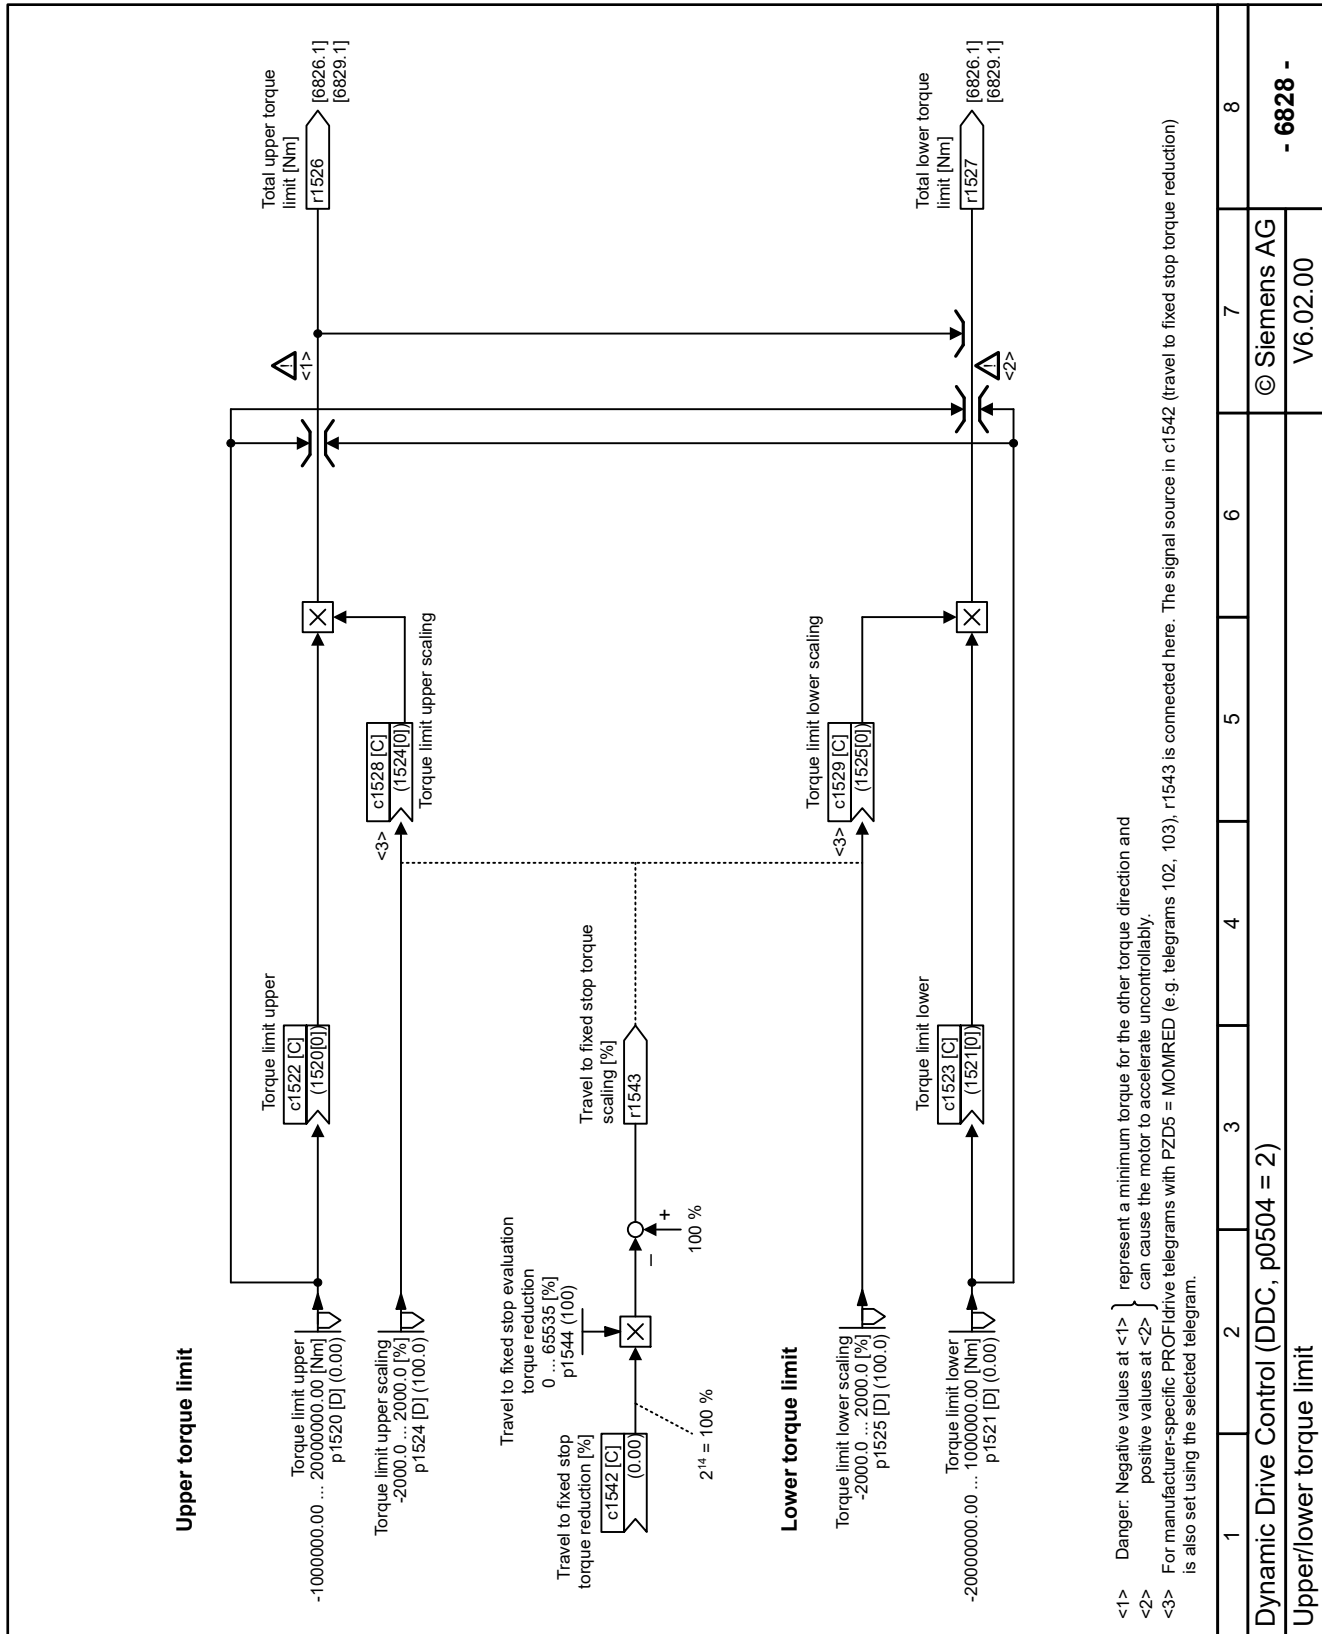 Upper torque limit
Torque limit upper
-1000000.00 ... 20000000.00 [Nm]
p1520 [D] (0.00)
Torque limit upper
c1522 [C]
(1520[0])
Total upper torque
limit [Nm]
r1526
[6826.1]
[6829.1]
<1>
Torque limit upper scaling
-2000.0 ... 2000.0 [%]
p1524 [D] (100.0)
<3>
c1528 [C]
(1524[0])
Torque limit upper scaling
Travel to fixed stop evaluation
torque reduction
0 ... 65535 [%]
p1544 (100)
Travel to fixed stop
torque reduction [%]
c1542 [C]
(0.00)
2¹⁴ = 100 %
–
+
100 %
Travel to fixed stop torque
scaling [%]
r1543
Lower torque limit
Torque limit lower scaling
-2000.0 ... 2000.0 [%]
p1525 [D] (100.0)
<3>
Torque limit lower scaling
c1529 [C]
(1525[0])
Torque limit lower
-20000000.00 ... 1000000.00 [Nm]
p1521 [D] (0.00)
Torque limit lower
c1523 [C]
(1521[0])
Total lower torque
limit [Nm]
r1527
[6826.1]
[6829.1]
<2>
<1> Danger: Negative values at <1> } represent a minimum torque for the other torque direction and
<2> positive values at <2> } can cause the motor to accelerate uncontrollably.
<3> For manufacturer-specific PROFIdrive telegrams with PZD5 = MOMRED (e.g. telegrams 102, 103), r1543 is connected here. The signal source in c1542 (travel to fixed stop torque reduction)
is also set using the selected telegram.
1 2 3 4 5 6 7 8
Dynamic Drive Control (DDC, p0504 = 2)
© Siemens AG
- 6828 -
Upper/lower torque limit
V6.02.00